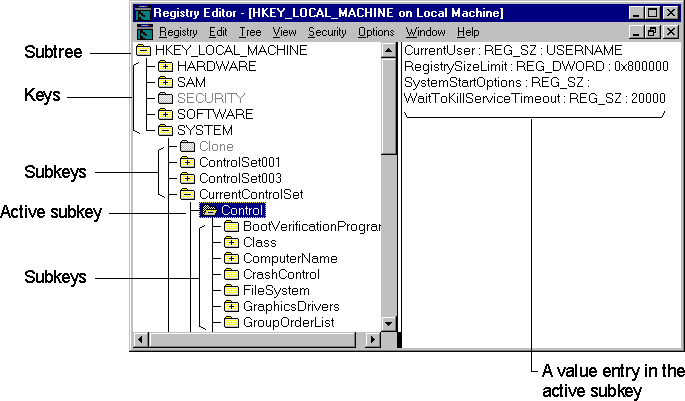 Registry Editor - [HKEY_LOCAL_MACHINE on Local Machine]
Registry Edit Tree View Security Options Window Help
Subtree
HKEY_LOCAL_MACHINE
Keys
HARDWARE
SAM
SECURITY
SOFTWARE
SYSTEM
Subkeys
Clone
ControlSet001
ControlSet003
CurrentControlSet
Active subkey
Control
Subkeys
BootVerificationProgram
Class
ComputerName
CrashControl
FileSystem
GraphicsDrivers
GroupOrderList
CurrentUser : REG_SZ : USERNAME
RegistrySizeLimit : REG_DWORD : 0x800000
SystemStartOptions : REG_SZ :
WaitToKillServiceTimeout : REG_SZ : 20000
A value entry in the
active subkey